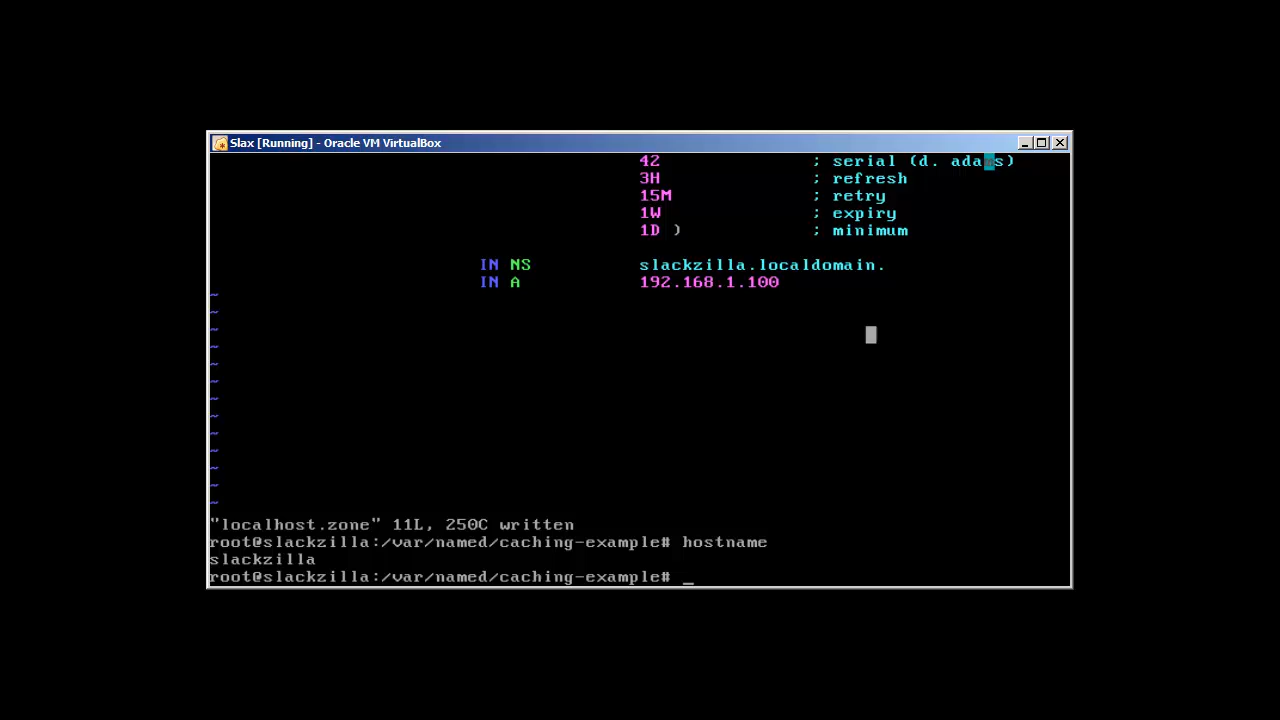 Slax [Running] - Oracle VM VirtualBox
42 ; serial (d. adams)
3H ; refresh
15M ; retry
1W ; expiry
1D ) ; minimum
IN NS slackzilla.localdomain.
IN A 192.168.1.100
~
~
~
~
~
~
~
~
~
~
~
~
~
"localhost.zone" 11L, 250C written
root@slackzilla:/var/named/caching-example# hostname
slackzilla
root@slackzilla:/var/named/caching-example# _